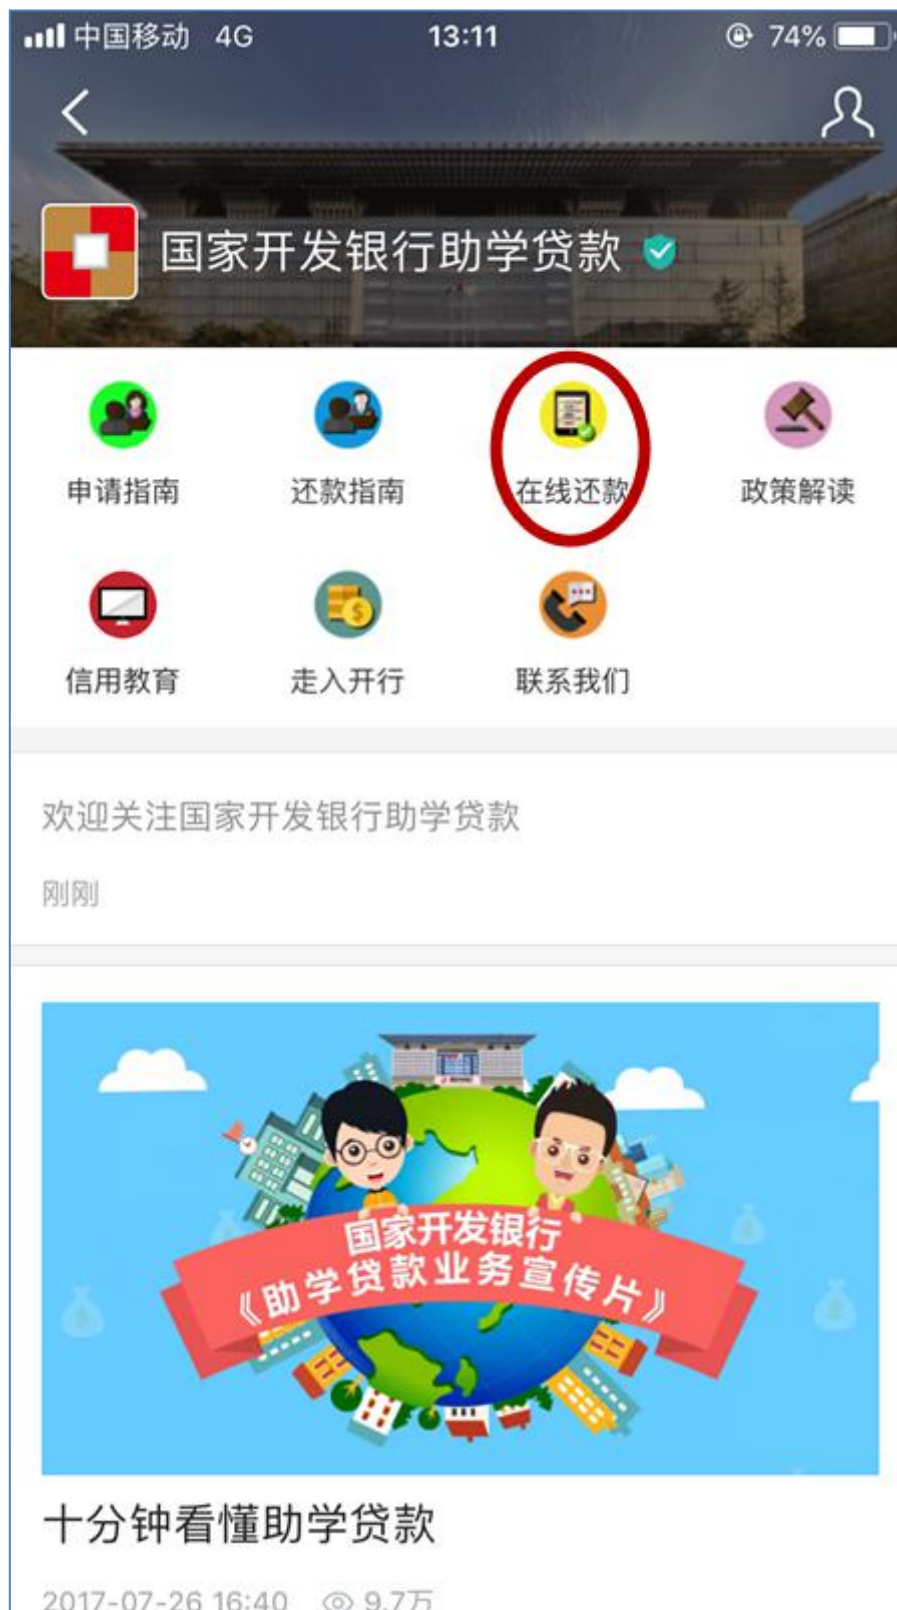 中国移动 4G 13:11 74%
国家开发银行助学贷款
申请指南 还款指南 在线还款 政策解读
信用教育 走入开行 联系我们
欢迎关注国家开发银行助学贷款
刚刚
国家开发银行
《助学贷款业务宣传片》
十分钟看懂助学贷款
2017-07-26 16:40 9.7万